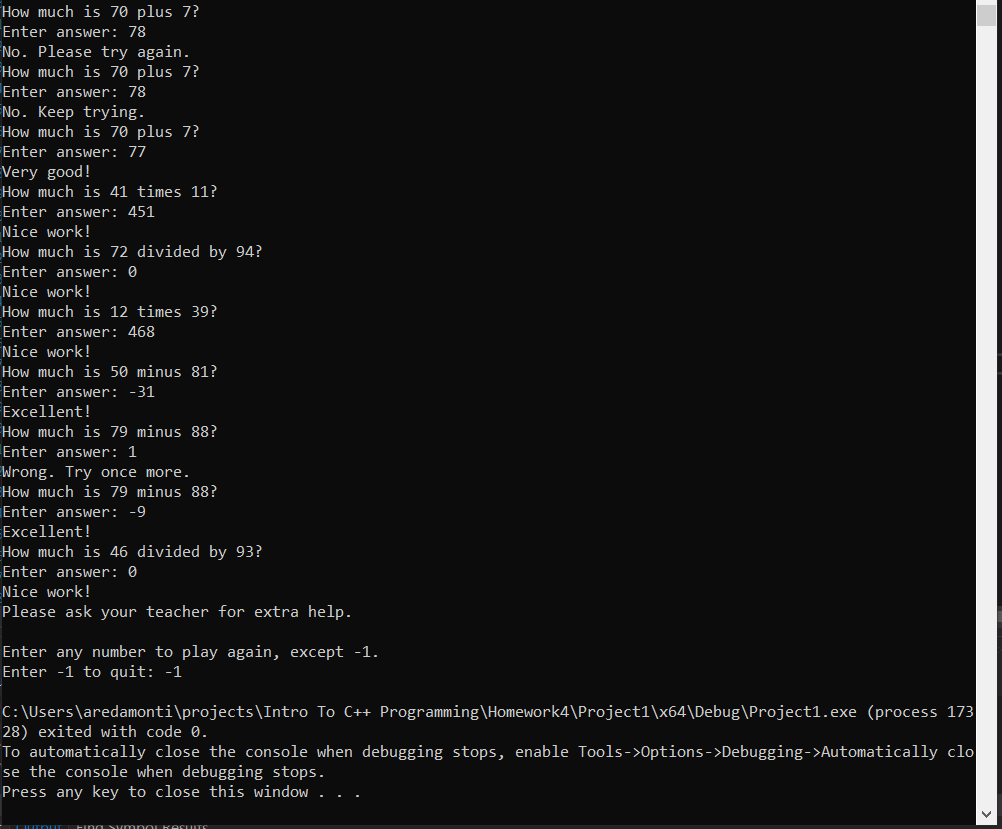 How much is 70 plus 7?
Enter answer: 78
No. Please try again.
How much is 70 plus 7?
Enter answer: 78
No. Keep trying.
How much is 70 plus 7?
Enter answer: 77
Very good!
How much is 41 times 11?
Enter answer: 451
Nice work!
How much is 72 divided by 94?
Enter answer: 0
Nice work!
How much is 12 times 39?
Enter answer: 468
Nice work!
How much is 50 minus 81?
Enter answer: -31
Excellent!
How much is 79 minus 88?
Enter answer: 1
Wrong. Try once more.
How much is 79 minus 88?
Enter answer: -9
Excellent!
How much is 46 divided by 93?
Enter answer: 0
Nice work!
Please ask your teacher for extra help.
Enter any number to play again, except -1.
Enter -1 to quit: -1
C:\Users\aredamonti\projects\Intro To C++ Programming\Homework4\Project1\x64\Debug\Project1.exe (process 173
28) exited with code 0.
To automatically close the console when debugging stops, enable Tools->Options->Debugging->Automatically clo
se the console when debugging stops.
Press any key to close this window . . .
Output Find Symbol Results